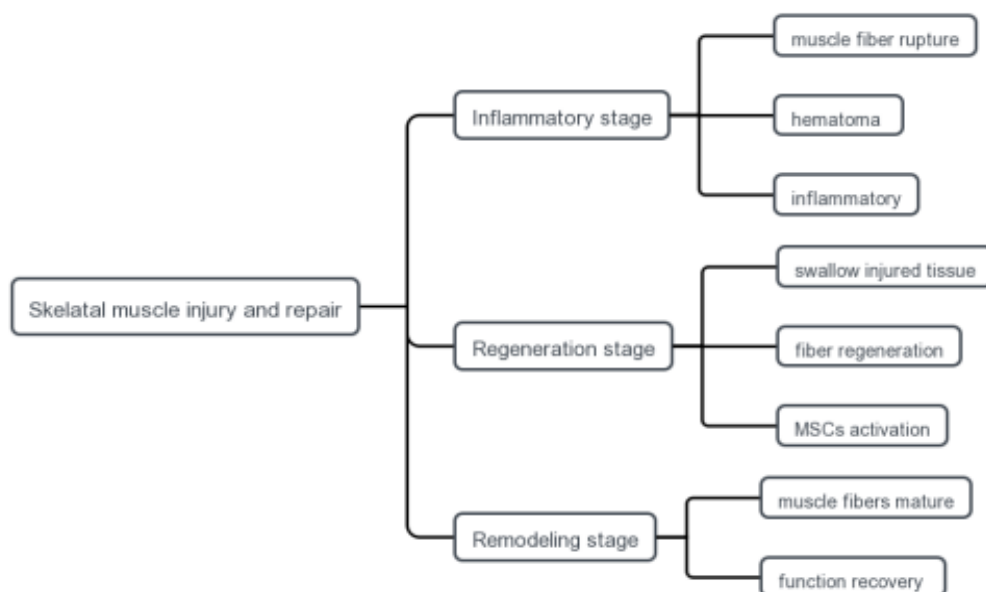 Skelatal muscle injury and repair
Inflammatory stage
muscle fiber rupture
hematoma
inflammatory
Regeneration stage
swallow injured tissue
fiber regeneration
MSCs activation
Remodeling stage
muscle fibers mature
function recovery